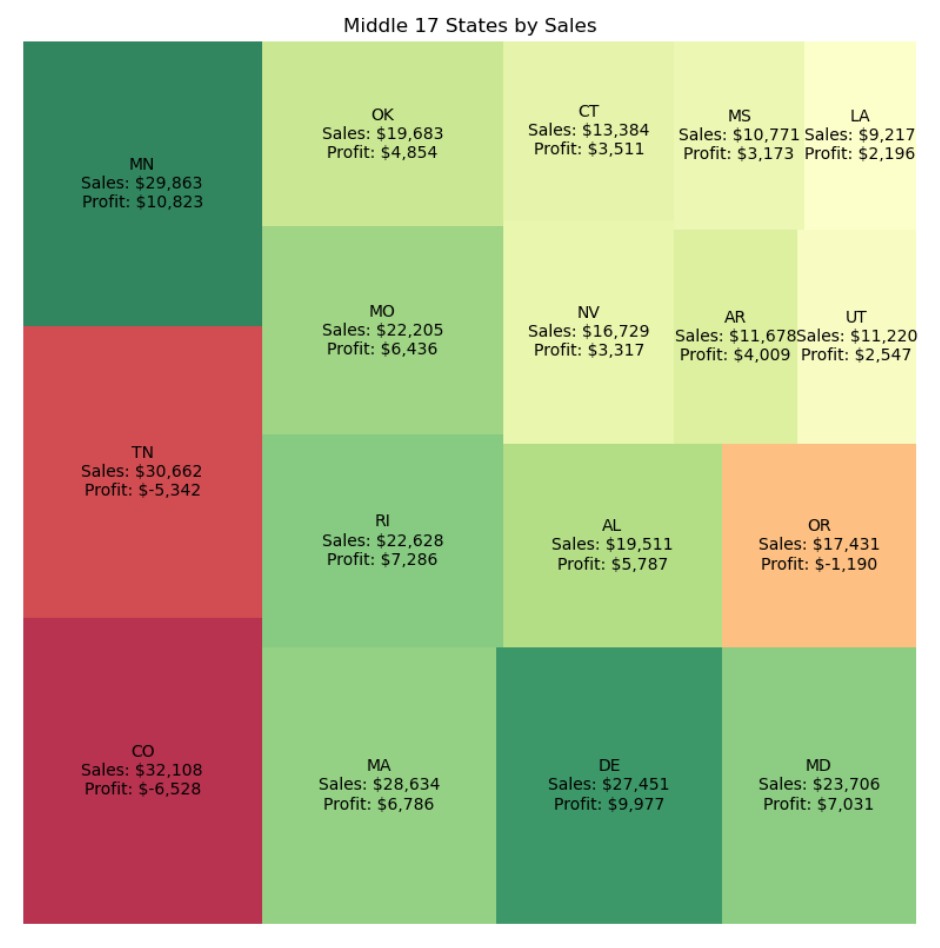 Middle 17 States by Sales
MN
Sales: $29,863
Profit: $10,823
OK
Sales: $19,683
Profit: $4,854
CT
Sales: $13,384
Profit: $3,511
MS
Sales: $10,771
Profit: $3,173
LA
Sales: $9,217
Profit: $2,196
MO
Sales: $22,205
Profit: $6,436
NV
Sales: $16,729
Profit: $3,317
AR
Sales: $11,678
Profit: $4,009
UT
Sales: $11,220
Profit: $2,547
TN
Sales: $30,662
Profit: $-5,342
RI
Sales: $22,628
Profit: $7,286
AL
Sales: $19,511
Profit: $5,787
OR
Sales: $17,431
Profit: $-1,190
CO
Sales: $32,108
Profit: $-6,528
MA
Sales: $28,634
Profit: $6,786
DE
Sales: $27,451
Profit: $9,977
MD
Sales: $23,706
Profit: $7,031